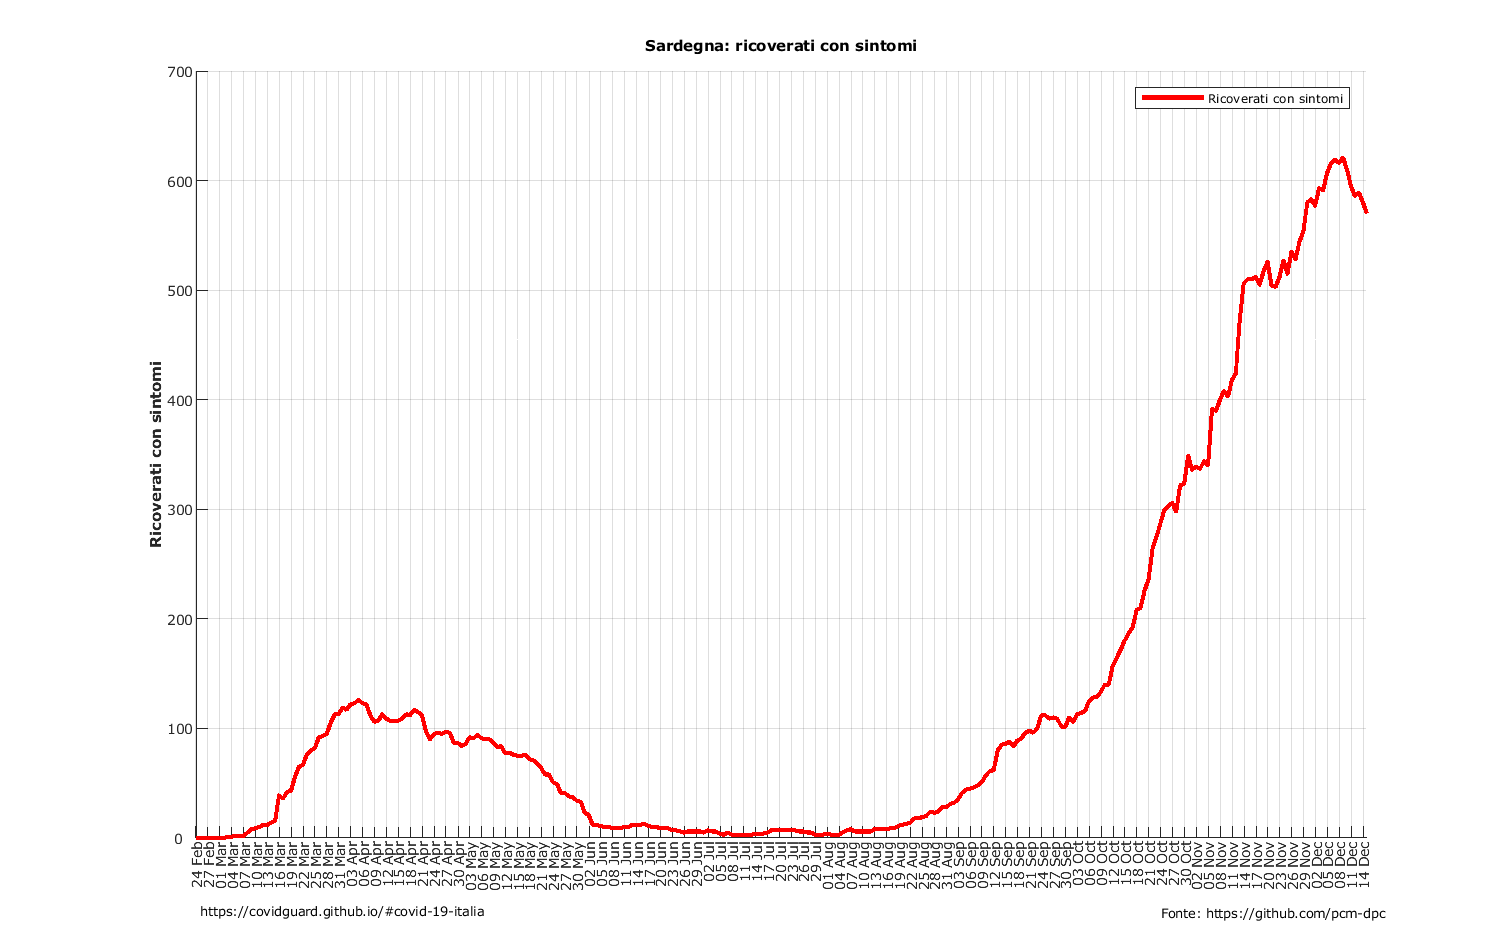 Sardegna: ricoverati con sintomi
Ricoverati con sintomi
Ricoverati con sintomi
700
600
500
400
300
200
100
0
24 Feb
27 Feb
01 Mar
04 Mar
07 Mar
10 Mar
13 Mar
16 Mar
19 Mar
22 Mar
25 Mar
28 Mar
31 Mar
03 Apr
06 Apr
09 Apr
12 Apr
15 Apr
18 Apr
21 Apr
24 Apr
27 Apr
30 Apr
03 May
06 May
09 May
12 May
15 May
18 May
21 May
24 May
27 May
30 May
02 Jun
05 Jun
08 Jun
11 Jun
14 Jun
17 Jun
20 Jun
23 Jun
26 Jun
29 Jun
02 Jul
05 Jul
08 Jul
11 Jul
14 Jul
17 Jul
20 Jul
23 Jul
26 Jul
29 Jul
01 Aug
04 Aug
07 Aug
10 Aug
13 Aug
16 Aug
19 Aug
22 Aug
25 Aug
28 Aug
31 Aug
03 Sep
06 Sep
09 Sep
12 Sep
15 Sep
18 Sep
21 Sep
24 Sep
27 Sep
30 Sep
03 Oct
06 Oct
09 Oct
12 Oct
15 Oct
18 Oct
21 Oct
24 Oct
27 Oct
30 Oct
02 Nov
05 Nov
08 Nov
11 Nov
14 Nov
17 Nov
20 Nov
23 Nov
26 Nov
29 Nov
02 Dec
05 Dec
08 Dec
11 Dec
14 Dec
https://covidguard.github.io/#covid-19-italia
Fonte: https://github.com/pcm-dpc